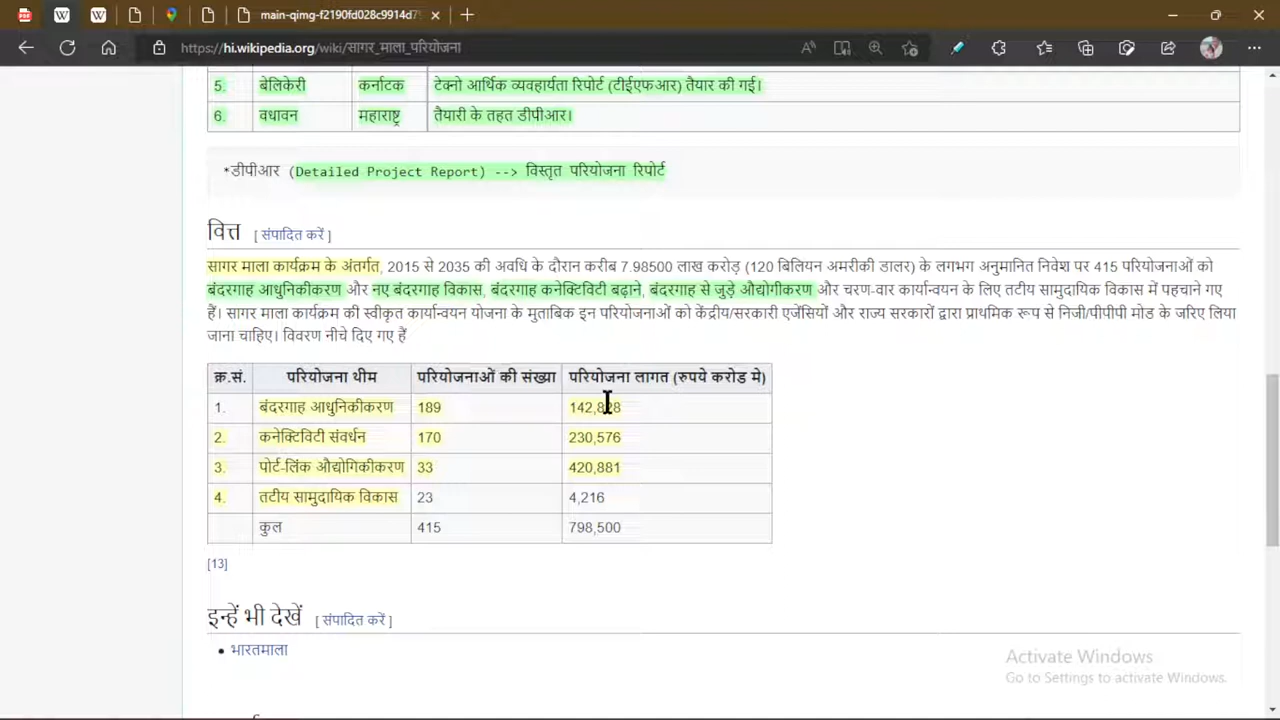 main-qimg-f2190fd028c9914d7
https://hi.wikipedia.org/wiki/सागर_माला_परियोजना
5. बेलिकेरी कर्नाटक टेक्नो आर्थिक व्यवहार्यता रिपोर्ट (टीईएफआर) तैयार की गई।
6. वधावन महाराष्ट्र तैयारी के तहत डीपीआर।
*डीपीआर (Detailed Project Report) --> विस्तृत परियोजना रिपोर्ट
वित्त [ संपादित करें ]
सागर माला कार्यक्रम के अंतर्गत, 2015 से 2035 की अवधि के दौरान करीब 7.98500 लाख करोड़ (120 बिलियन अमरीकी डालर) के लगभग अनुमानित निवेश पर 415 परियोजनाओं को
बंदरगाह आधुनिकीकरण और नए बंदरगाह विकास, बंदरगाह कनेक्टिविटी बढ़ाने, बंदरगाह से जुड़े औद्योगीकरण और चरण-वार कार्यान्वयन के लिए तटीय सामुदायिक विकास में पहचाने गए
हैं। सागर माला कार्यक्रम की स्वीकृत कार्यान्वयन योजना के मुताबिक इन परियोजनाओं को केंद्रीय/सरकारी एजेंसियों और राज्य सरकारों द्वारा प्राथमिक रूप से निजी/पीपीपी मोड के जरिए लिया
जाना चाहिए। विवरण नीचे दिए गए हैं
क्र.सं. परियोजना थीम परियोजनाओं की संख्या परियोजना लागत (रुपये करोड मे)
1. बंदरगाह आधुनिकीकरण 189 142,828
2. कनेक्टिविटी संवर्धन 170 230,576
3. पोर्ट-लिंक औद्योगिकीकरण 33 420,881
4. तटीय सामुदायिक विकास 23 4,216
कुल 415 798,500
[13]
इन्हें भी देखें [ संपादित करें ]
• भारतमाला
Activate Windows
Go to Settings to activate Windows.